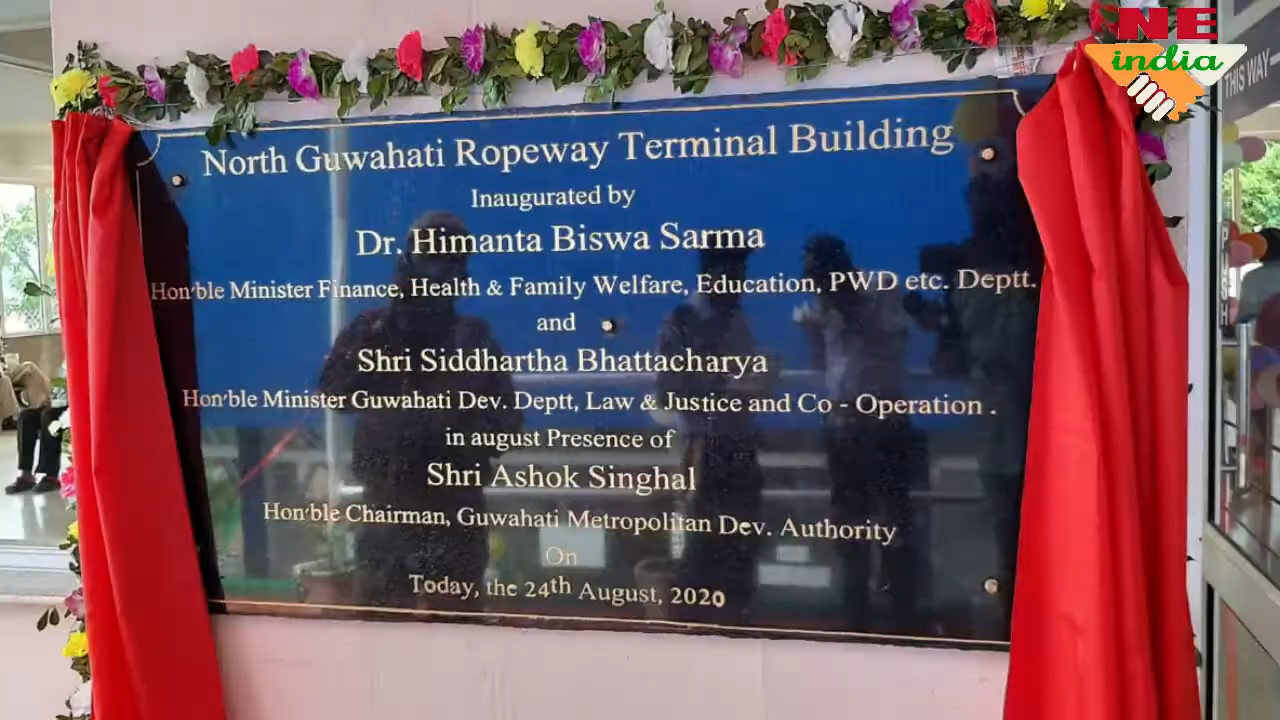 NE
india
THIS WAY
North Guwahati Ropeway Terminal Building
Inaugurated by
Dr. Himanta Biswa Sarma
Hon'ble Minister Finance, Health & Family Welfare, Education, PWD etc. Deptt.
and
Shri Siddhartha Bhattacharya
Hon'ble Minister Guwahati Dev. Deptt, Law & Justice and Co - Operation .
in august Presence of
Shri Ashok Singhal
Hon'ble Chairman, Guwahati Metropolitan Dev. Authority
On
Today, the 24th August, 2020
PUSH